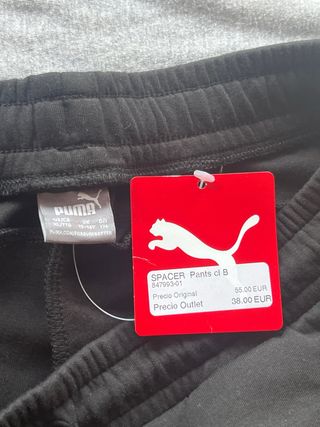 PUMA
SPACER Pants cl B
847993-01
Precio Original 55.00 EUR
Precio Outlet 38.00 EUR